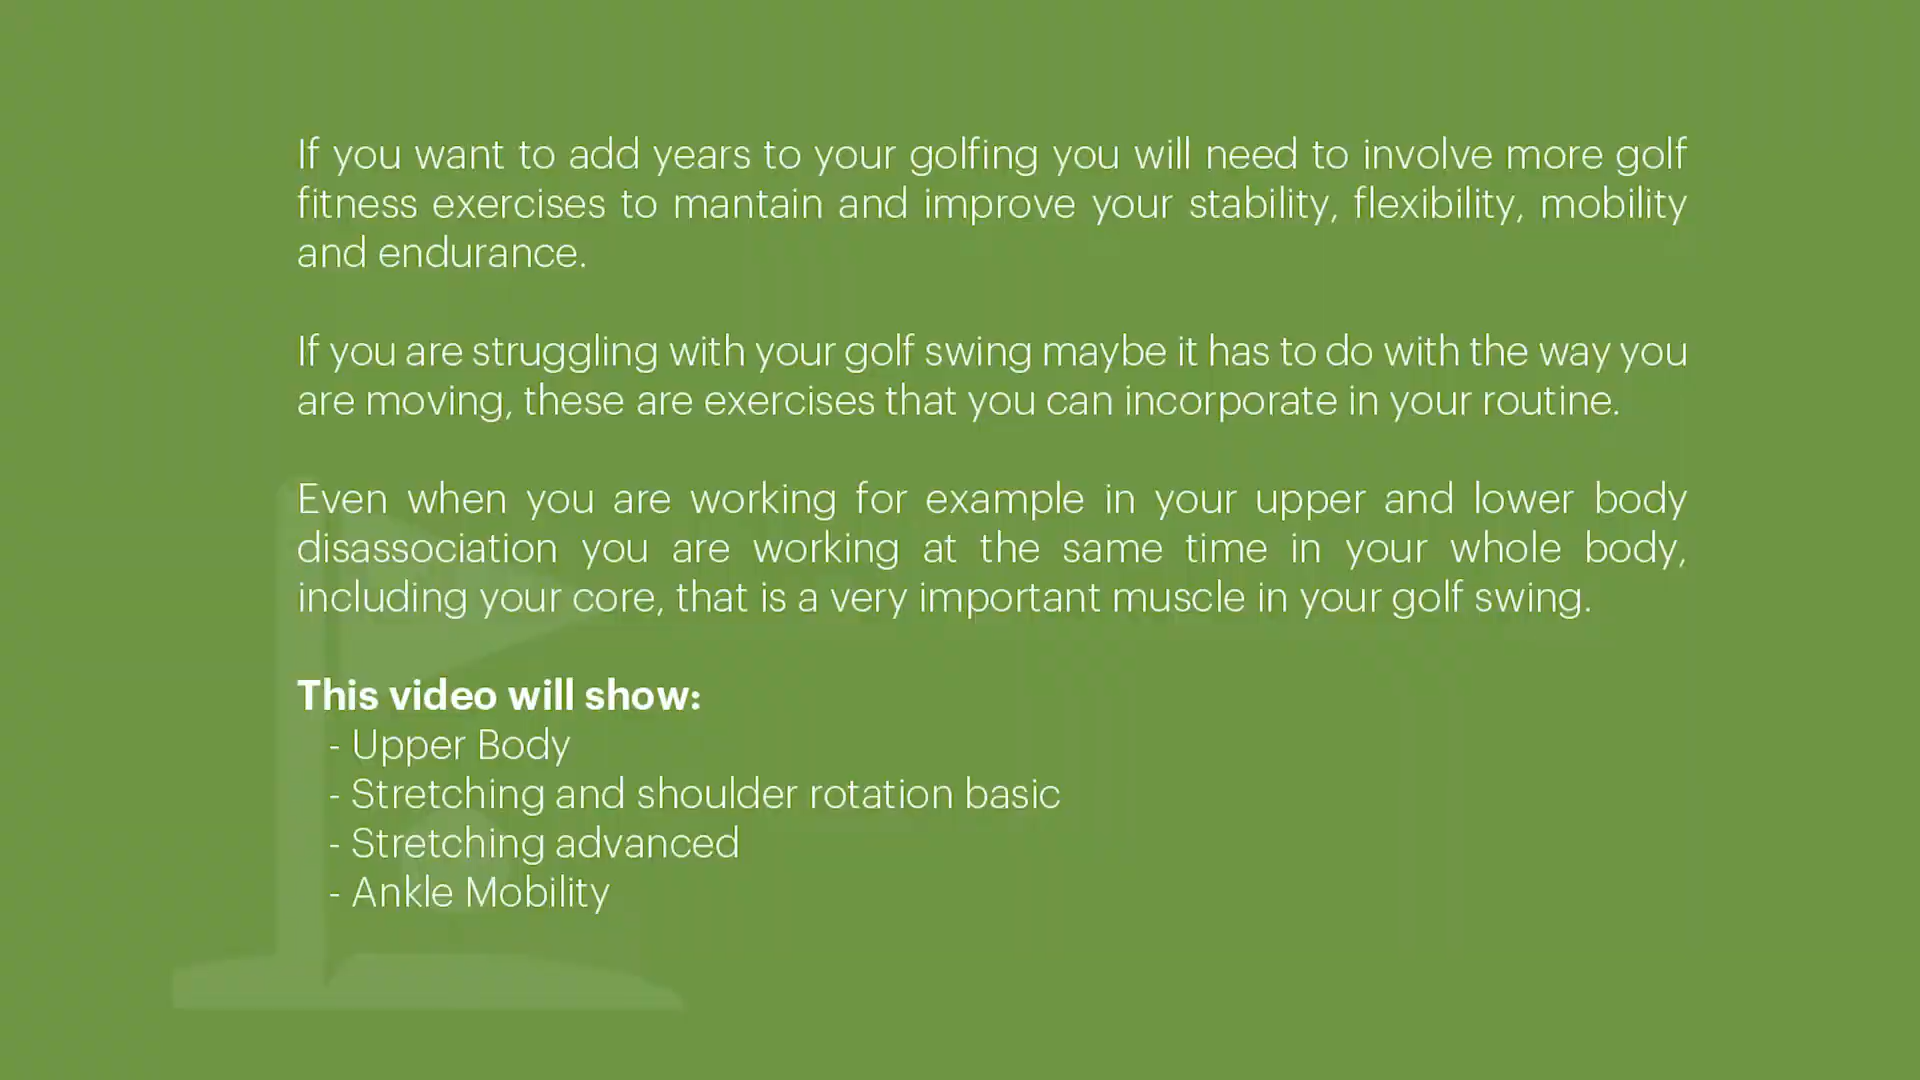 If you want to add years to your golfing you will need to involve more golf
fitness exercises to mantain and improve your stability, flexibility, mobility
and endurance.
If you are struggling with your golf swing maybe it has to do with the way you
are moving, these are exercises that you can incorporate in your routine.
Even when you are working for example in your upper and lower body
disassociation you are working at the same time in your whole body,
including your core, that is a very important muscle in your golf swing.
This video will show:
- Upper Body
- Stretching and shoulder rotation basic
- Stretching advanced
- Ankle Mobility